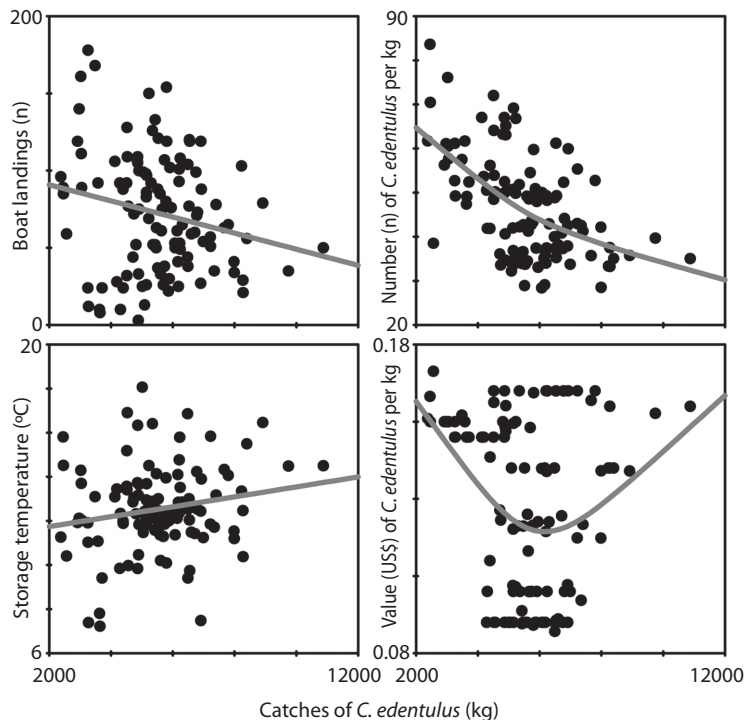 200
Boat landings (n)
0
90
Number (n) of C. edentulus per kg
20
20
Storage temperature (ºC)
6
2000
12000
0.18
Value (US$) of C. edentulus per kg
0.08
2000
12000
Catches of C. edentulus (kg)